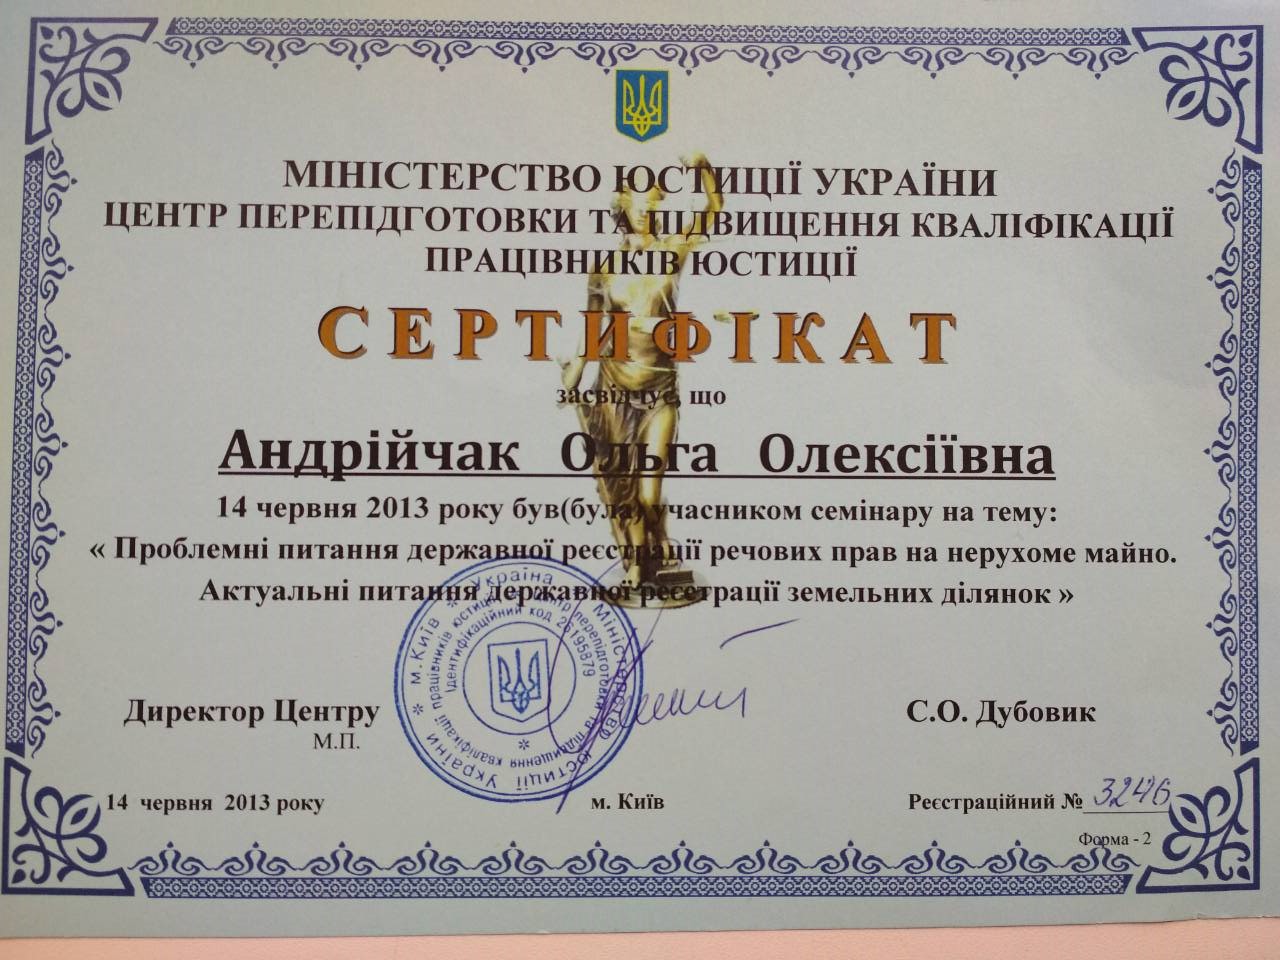 МІНІСТЕРСТВО ЮСТИЦІЇ УКРАЇНИ
ЦЕНТР ПЕРЕПІДГОТОВКИ ТА ПІДВИЩЕННЯ КВАЛІФІКАЦІЇ
ПРАЦІВНИКІВ ЮСТИЦІЇ
СЕРТИФІКАТ
засвідчує, що
Андрійчак Ольга Олексіївна
14 червня 2013 року був(була) учасником семінару на тему:
« Проблемні питання державної реєстрації речових прав на нерухоме майно.
Актуальні питання державної реєстрації земельних ділянок »
* м. Київ * Україна * Міністерство юстиції України
Центр перепідготовки та підвищення кваліфікації працівників юстиції
Ідентифікаційний код 26195879
*
Директор Центру
С.О. Дубовик
М.П.
14 червня 2013 року
м. Київ
Реєстраційний № 3246
Форма - 2